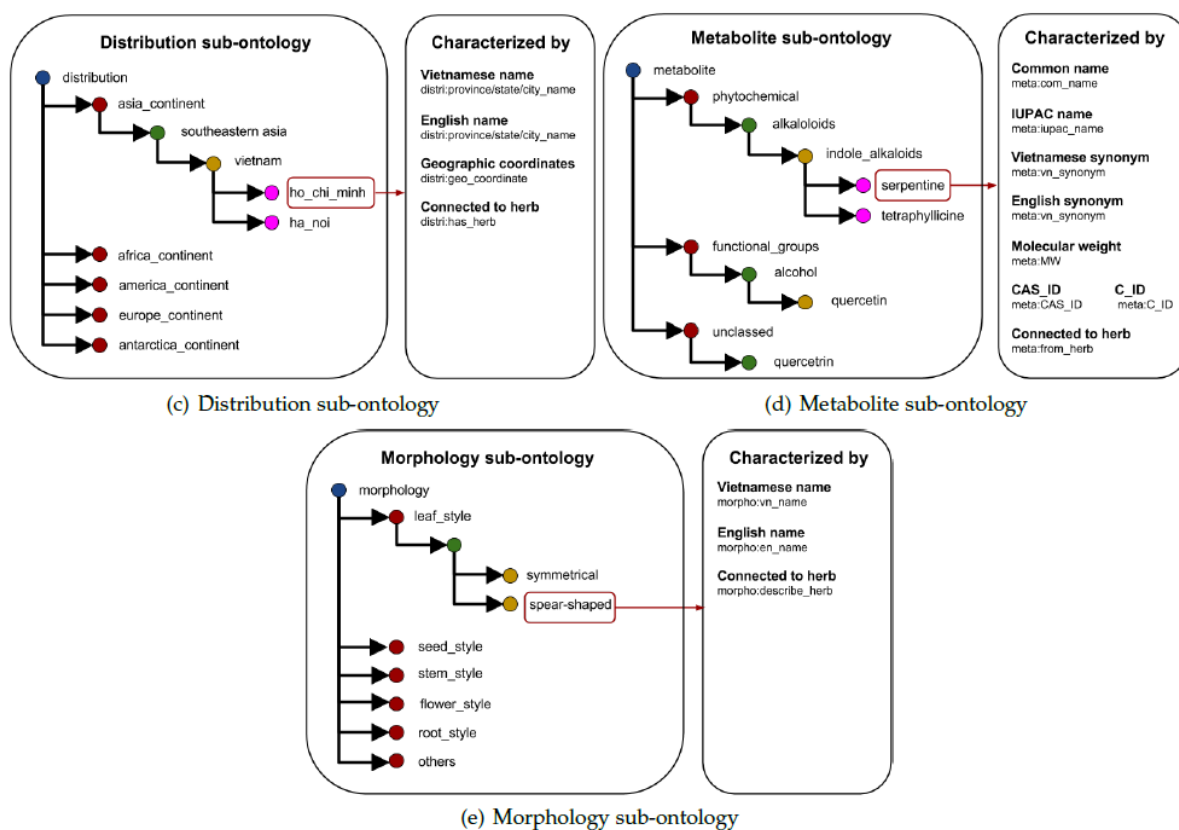 Distribution sub-ontology
distribution
asia_continent
southeastern asia
vietnam
ho_chi_minh
ha_noi
africa_continent
america_continent
europe_continent
antarctica_continent
Characterized by
Vietnamese name
distri:province/state/city_name
English name
distri:province/state/city_name
Geographic coordinates
distri:geo_coordinate
Connected to herb
distri:has_herb
(c) Distribution sub-ontology
Metabolite sub-ontology
metabolite
phytochemical
alkaloloids
indole_alkaloids
serpentine
tetraphyllicine
functional_groups
alcohol
quercetin
unclassed
quercetrin
Characterized by
Common name
meta:com_name
IUPAC name
meta:iupac_name
Vietnamese synonym
meta:vn_synonym
English synonym
meta:vn_synonym
Molecular weight
meta:MW
CAS_ID C_ID
meta:CAS_ID meta:C_ID
Connected to herb
meta:from_herb
(d) Metabolite sub-ontology
Morphology sub-ontology
morphology
leaf_style
symmetrical
spear-shaped
seed_style
stem_style
flower_style
root_style
others
Characterized by
Vietnamese name
morpho:vn_name
English name
morpho:en_name
Connected to herb
morpho:describe_herb
(e) Morphology sub-ontology